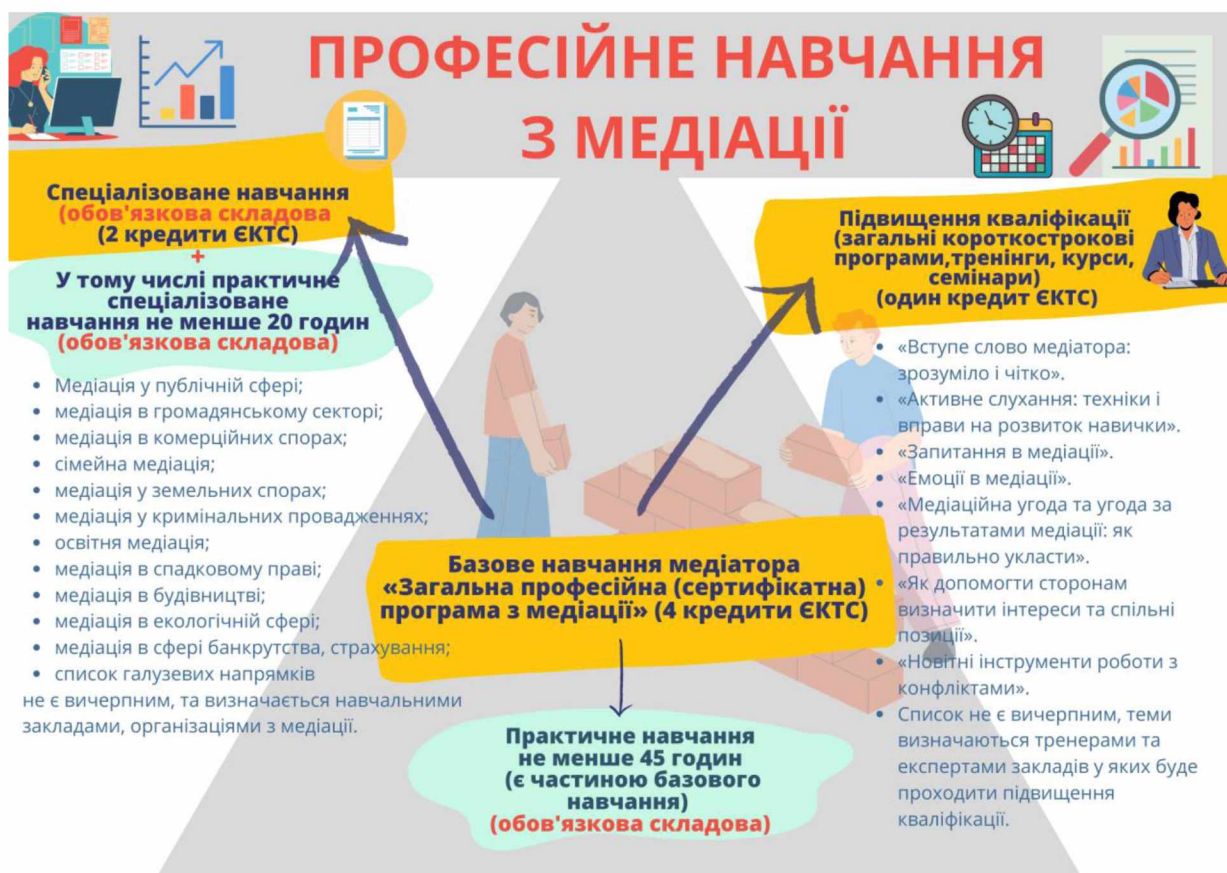 ПРОФЕСІЙНЕ НАВЧАННЯ
З МЕДІАЦІЇ
Спеціалізоване навчання
(обов'язкова складова
(2 кредити ЄКТС)
+
У тому числі практичне
спеціалізоване
навчання не менше 20 годин
(обов'язкова складова)
• Медіація у публічній сфері;
• медіація в громадянському секторі;
• медіація в комерційних спорах;
• сімейна медіація;
• медіація у земельних спорах;
• медіація у кримінальних провадженнях;
• освітня медіація;
• медіація в спадковому праві;
• медіація в будівництві;
• медіація в екологічній сфері;
• медіація в сфері банкрутства, страхування;
• список галузевих напрямків
не є вичерпним, та визначається навчальними
закладами, організаціями з медіації.
Базове навчання медіатора
«Загальна професійна (сертифікатна)
програма з медіації» (4 кредити ЄКТС)
Практичне навчання
не менше 45 годин
(є частиною базового
навчання)
(обов'язкова складова)
Підвищення кваліфікації
(загальні короткострокові
програми,тренінги, курси,
семінари)
(один кредит ЄКТС)
• «Вступе слово медіатора:
зрозуміло і чітко».
• «Активне слухання: техніки і
вправи на розвиток навички».
• «Запитання в медіації».
• «Емоції в медіації».
• «Медіаційна угода та угода за
результатами медіації: як
правильно укласти».
• «Як допомогти сторонам
визначити інтереси та спільні
позиції».
• «Новітні інструменти роботи з
конфліктами».
• Список не є вичерпним, теми
визначаються тренерами та
експертами закладів у яких буде
проходити підвищення
кваліфікації.